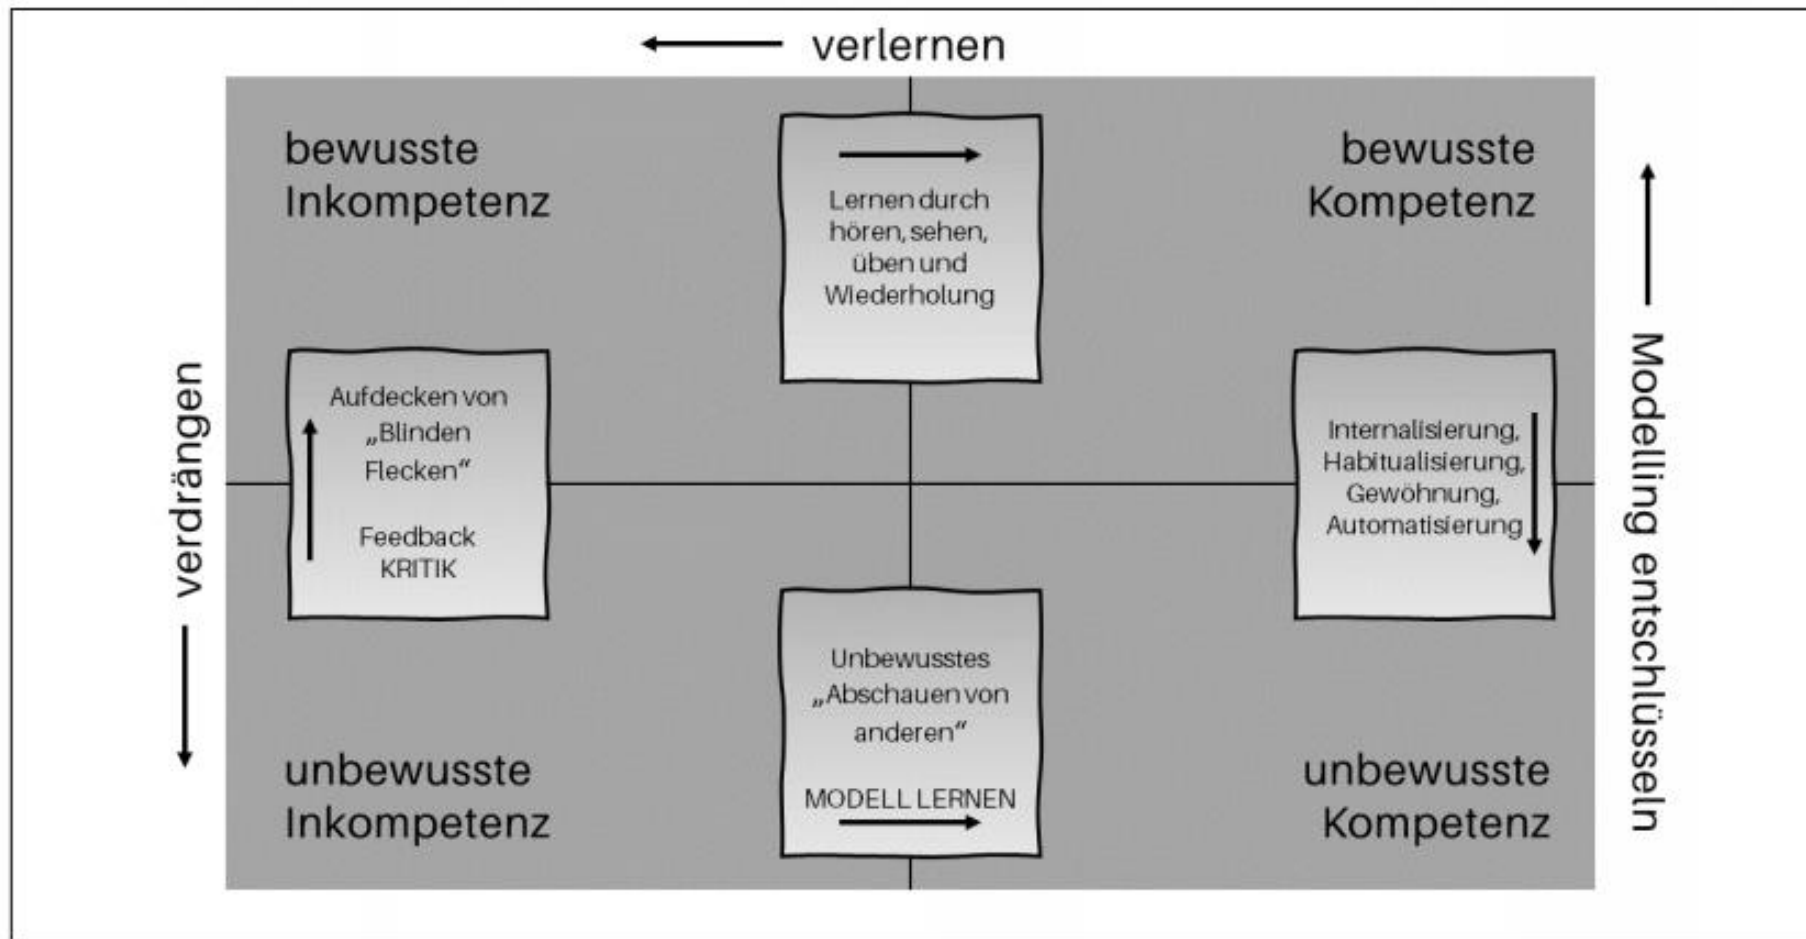 verlernen
bewusste
Inkompetenz
Lernen durch
hören, sehen,
üben und
Wiederholung
bewusste
Kompetenz
verdrängen
Aufdecken von
„Blinden
Flecken“
Feedback
KRITIK
Internalisierung,
Habitualisierung,
Gewöhnung,
Automatisierung
Modelling entschlüsseln
unbewusste
Inkompetenz
Unbewusstes
„Abschauen von
anderen“
MODELL LERNEN
unbewusste
Kompetenz